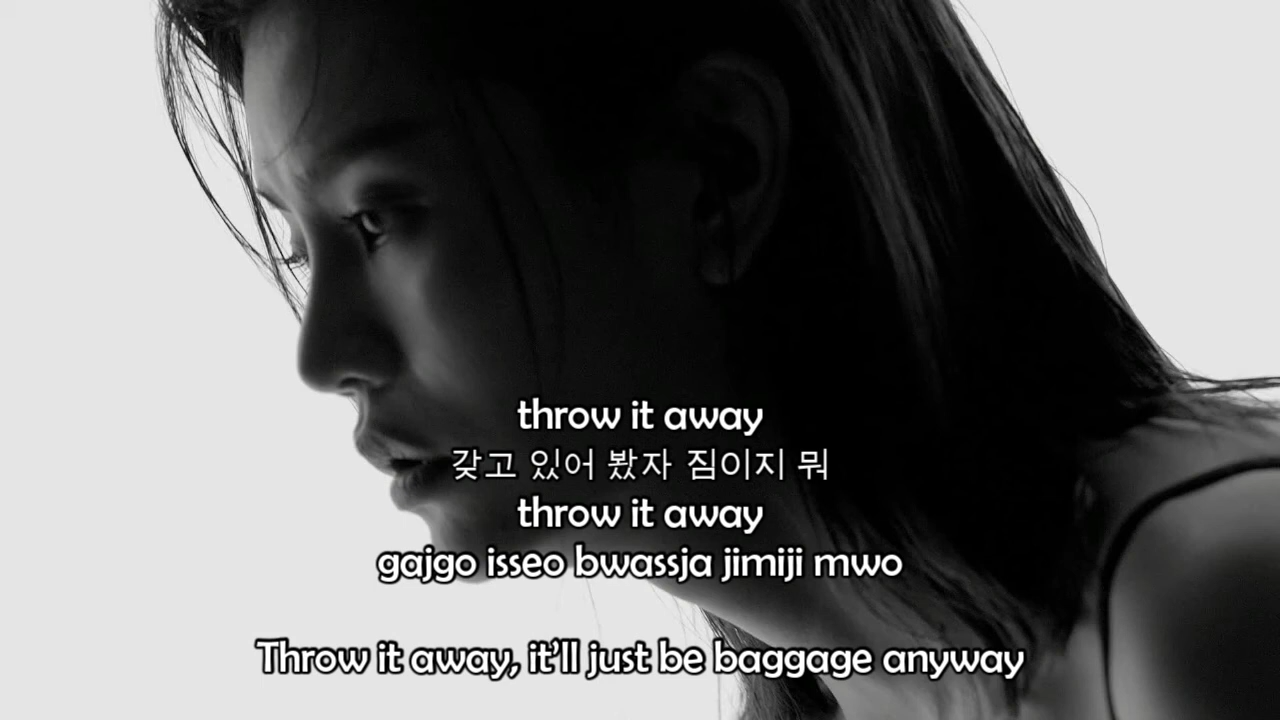 throw it away
갖고 있어 봤자 짐이지 뭐
throw it away
gajgo isseo bwassja jimiji mwo
Throw it away, it'll just be baggage anyway